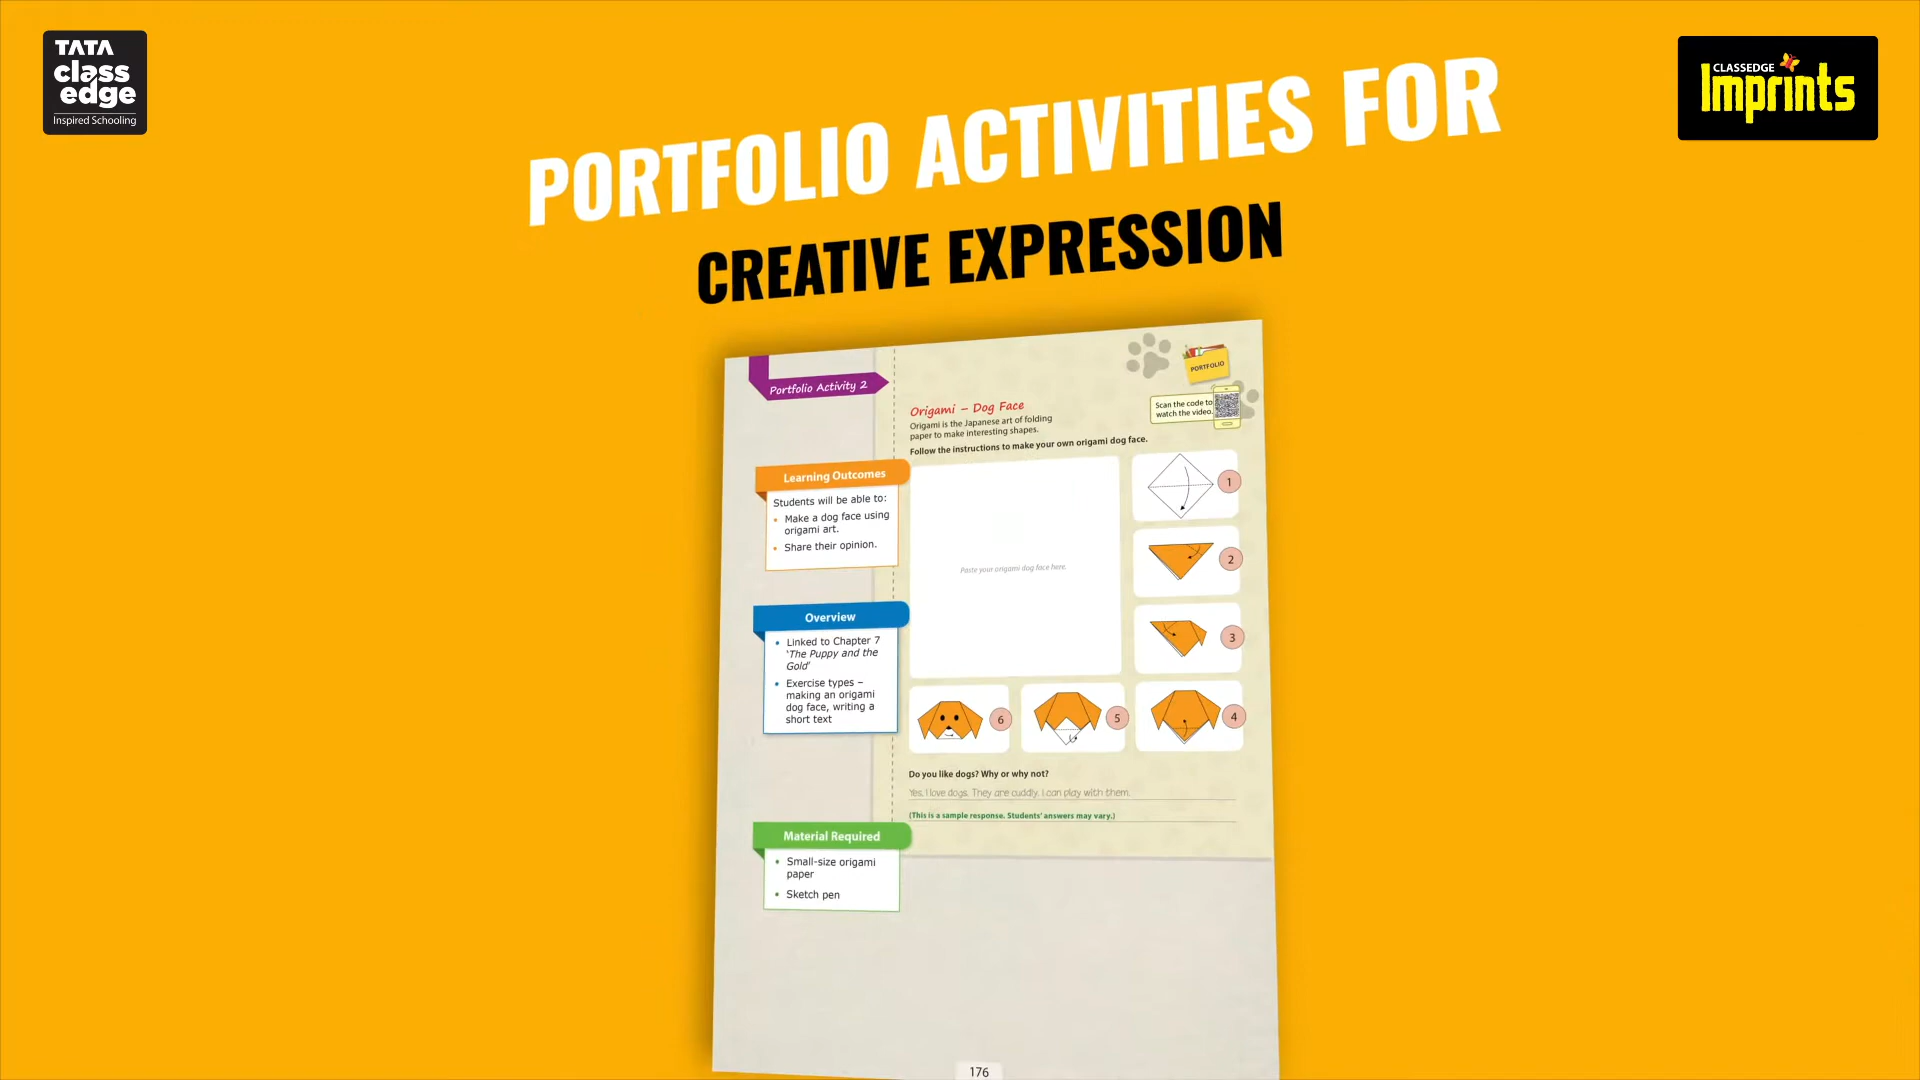 TATA
class
edge
Inspired Schooling
CLASSEDGE
Imprints
PORTFOLIO ACTIVITIES FOR
CREATIVE EXPRESSION
Portfolio Activity 2
PORTFOLIO
Scan the code to
watch the video.
Origami – Dog Face
Origami is the Japanese art of folding
paper to make interesting shapes.
Follow the instructions to make your own origami dog face.
Learning Outcomes
Students will be able to:
• Make a dog face using
origami art.
• Share their opinion.
Paste your origami dog face here.
1
2
3
4
5
6
Overview
• Linked to Chapter 7
‘The Puppy and the
Gold’
• Exercise types –
making an origami
dog face, writing a
short text
Do you like dogs? Why or why not?
Yes, I love dogs. They are cuddly. I can play with them.
(This is a sample response. Students’ answers may vary.)
Material Required
• Small-size origami
paper
• Sketch pen
176